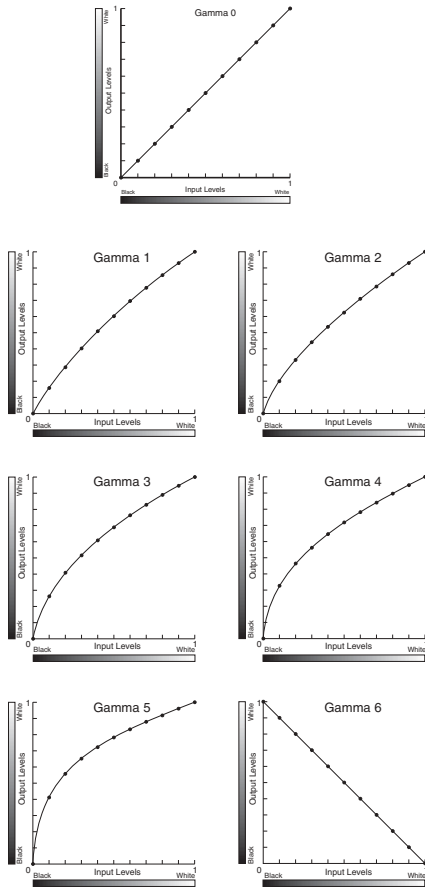 Gamma 0
1
White
Output Levels
Black
0
Input Levels
1
Black
White
Gamma 1
1
White
Output Levels
Black
0
Input Levels
1
Black
White
Gamma 2
1
White
Output Levels
Black
0
Input Levels
1
Black
White
Gamma 3
1
White
Output Levels
Black
0
Input Levels
1
Black
White
Gamma 4
1
White
Output Levels
Black
0
Input Levels
1
Black
White
Gamma 5
1
White
Output Levels
Black
0
Input Levels
1
Black
White
Gamma 6
1
White
Output Levels
Black
0
Input Levels
1
Black
White